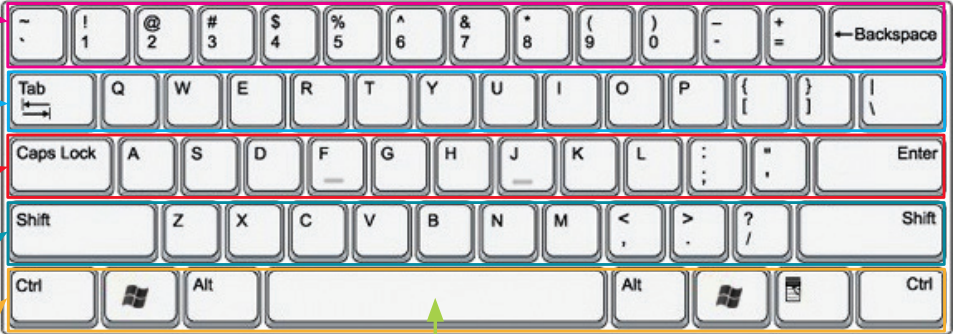 ~ ! @ # $ % ^ & * ( ) – +
` 1 2 3 4 5 6 7 8 9 0 - = ←Backspace
Tab Q W E R T Y U I O P { } |
[ ] \
Caps Lock A S D F G H J K L : " Enter
; '
Shift Z X C V B N M < > ? Shift
, . /
Ctrl Alt Alt Ctrl